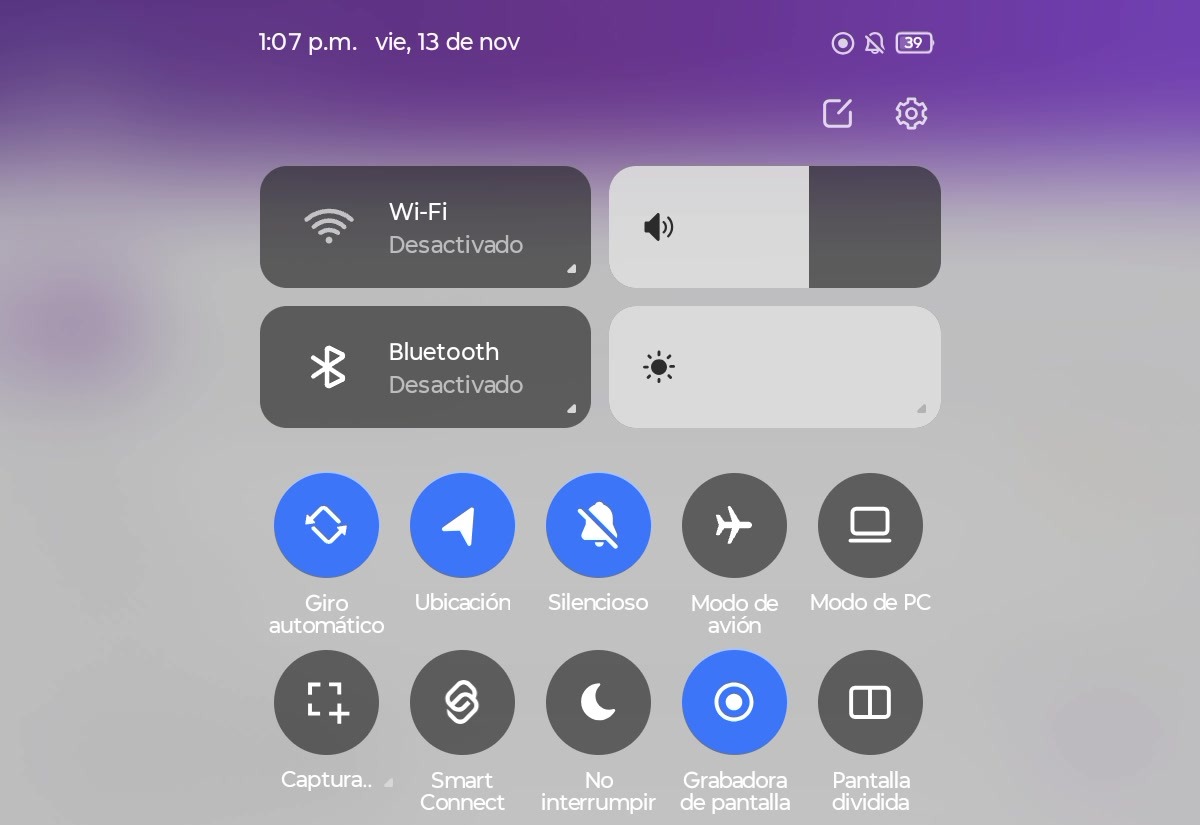 1:07 p.m. vie, 13 de nov
39
Wi-Fi
Desactivado
Bluetooth
Desactivado
Giro
automático
Ubicación
Silencioso
Modo de
avión
Modo de PC
Captura..
Smart
Connect
No
interrumpir
Grabadora
de pantalla
Pantalla
dividida